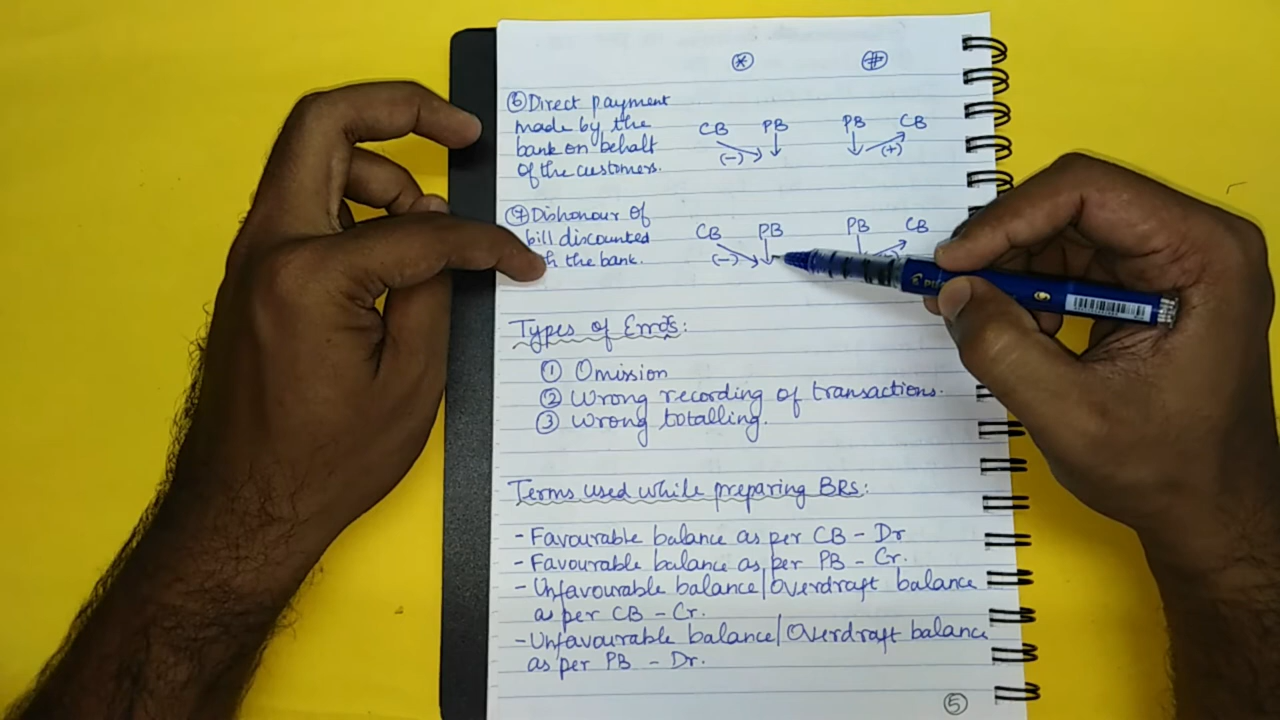 * #
⑥ Direct payment
made by the
bank on behalf
of the customers.
CB PB PB CB
(-) (+)
⑦ Dishonour of
bill discounted
the bank.
CB PB PB CB
(-)
Types of Errors:
① Omission
② Wrong recording of transactions.
③ Wrong totalling.
Terms used while preparing BRS:
- Favourable balance as per CB - Dr
- Favourable balance as per PB - Cr.
- Unfavourable balance/Overdraft balance
as per CB - Cr.
- Unfavourable balance/Overdraft balance
as per PB - Dr.
⑤